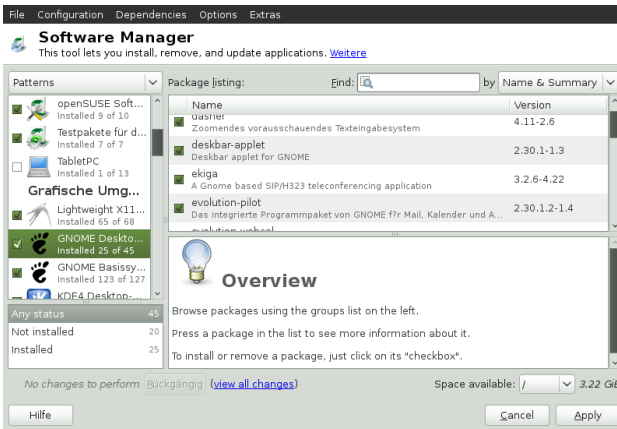 File Configuration Dependencies Options Extras
Software Manager
This tool lets you install, remove, and update applications. Weitere
Patterns
Package listing: Find: by Name & Summary
openSUSE Soft...
Installed 9 of 10
Testpakete für d...
Installed 7 of 7
TabletPC
Installed 1 of 13
Grafische Umg...
Lightweight X11...
Installed 65 of 68
GNOME Deskto...
Installed 25 of 45
GNOME Basissy...
Installed 123 of 127
KDE4 Desktop-...
Any status 45
Not installed 20
Installed 25
Name Version
dasher 4.11-2.6
Zoomendes vorausschauendes Texteingabesystem
deskbar-applet 2.30.1-1.3
Deskbar applet for GNOME
ekiga 3.2.6-4.22
A Gnome based SIP/H323 teleconferencing application
evolution-pilot 2.30.1.2-1.4
Das integrierte Programmpaket von GNOME f?r Mail, Kalender und A...
Overview
Browse packages using the groups list on the left.
Press a package in the list to see more information about it.
To install or remove a package, just click on its "checkbox".
No changes to perform Rückgängig (view all changes) Space available: / 3,22 GiB
Hilfe Cancel Apply